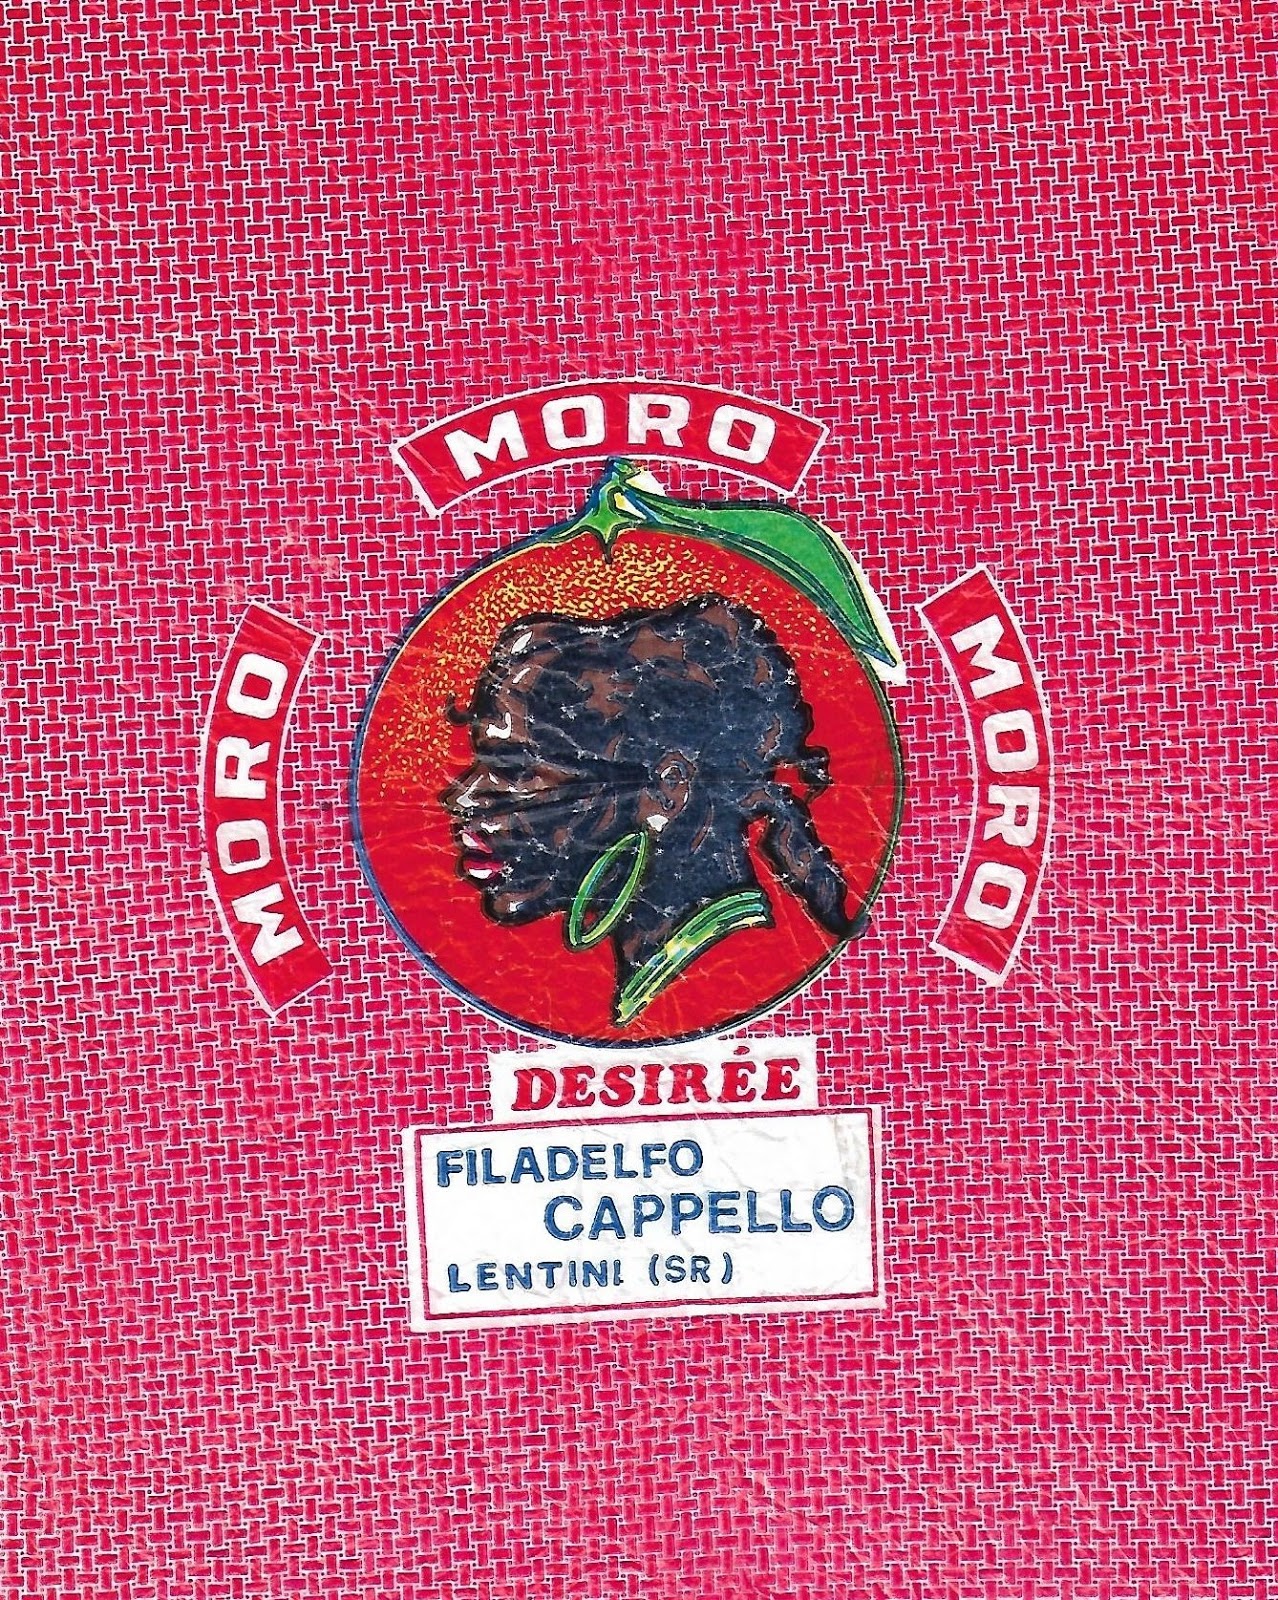 MORO
MORO
MORO
DESIRÉE
FILADELFO
CAPPELLO
LENTINI (SR)